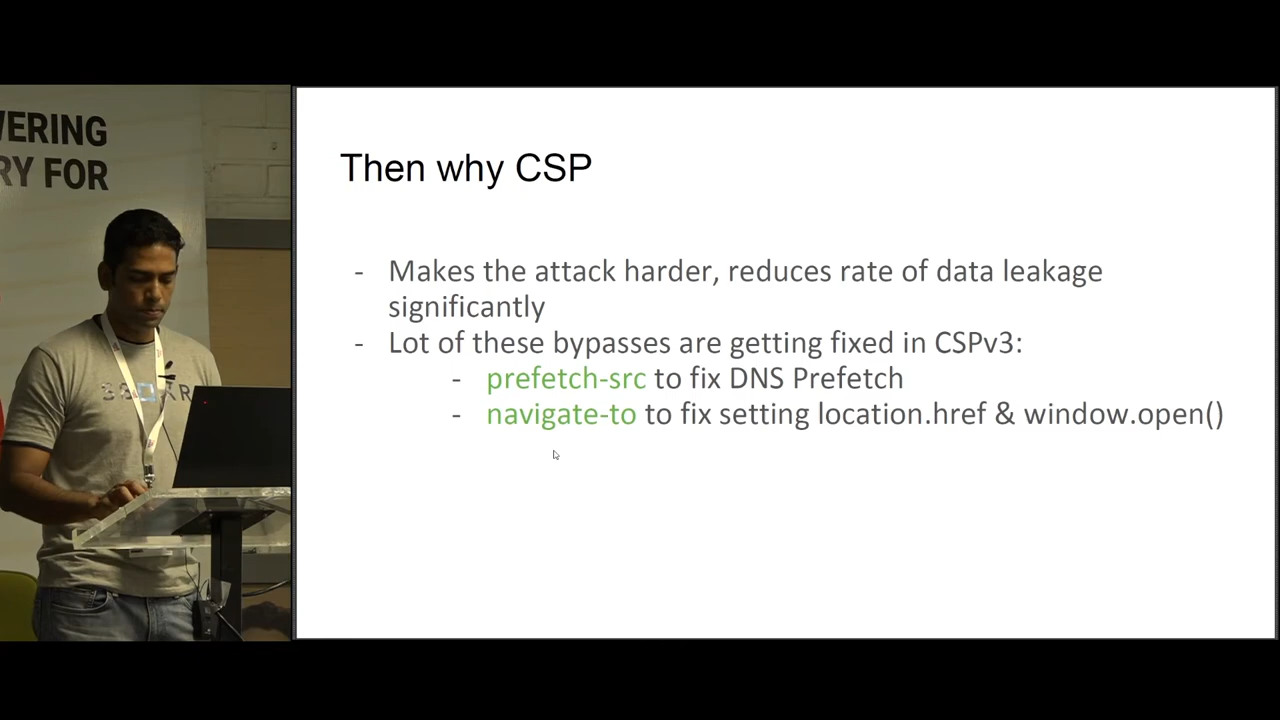 WERING
RY FOR
Then why CSP
- Makes the attack harder, reduces rate of data leakage
significantly
- Lot of these bypasses are getting fixed in CSPv3:
- prefetch-src to fix DNS Prefetch
- navigate-to to fix setting location.href & window.open()